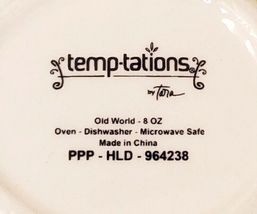 temp-tations®
by Tara
Old World - 8 OZ
Oven - Dishwasher - Microwave Safe
Made in China
PPP - HLD - 964238